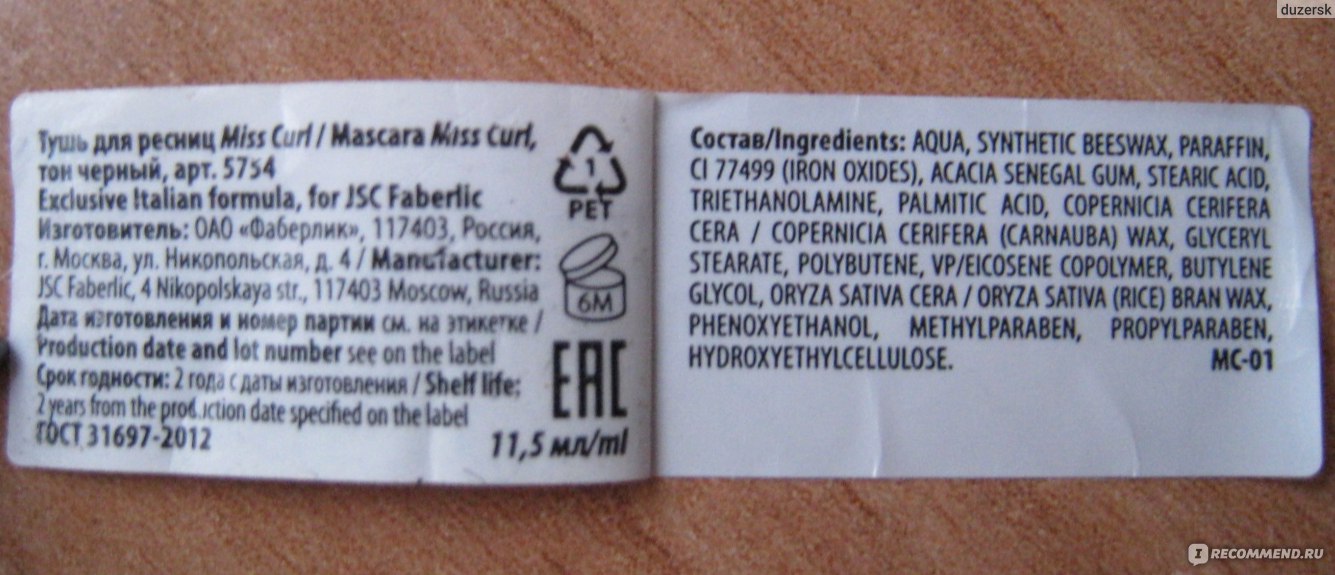 duzersk
Тушь для ресниц Miss Curl / Mascara Miss Curl,
тон черный, арт. 5754
Exclusive Italian formula, for JSC Faberlic
Изготовитель: ОАО «Фаберлик», 117403, Россия,
г. Москва, ул. Никопольская, д. 4 / Manufacturer:
JSC Faberlic, 4 Nikopolskaya str., 117403 Moscow, Russia
Дата изготовления и номер партии см. на этикетке /
Production date and lot number see on the label
Срок годности: 2 года с даты изготовления / Shelf life:
2 years from the production date specified on the label
ГОСТ 31697-2012
1
PET
6M
EAC
11,5 мл/ml
Состав/Ingredients: AQUA, SYNTHETIC BEESWAX, PARAFFIN,
CI 77499 (IRON OXIDES), ACACIA SENEGAL GUM, STEARIC ACID,
TRIETHANOLAMINE, PALMITIC ACID, COPERNICIA CERIFERA
CERA / COPERNICIA CERIFERA (CARNAUBA) WAX, GLYCERYL
STEARATE, POLYBUTENE, VP/EICOSENE COPOLYMER, BUTYLENE
GLYCOL, ORYZA SATIVA CERA / ORYZA SATIVA (RICE) BRAN WAX,
PHENOXYETHANOL, METHYLPARABEN, PROPYLPARABEN,
HYDROXYETHYLCELLULOSE. MC-01
I RECOMMEND.RU